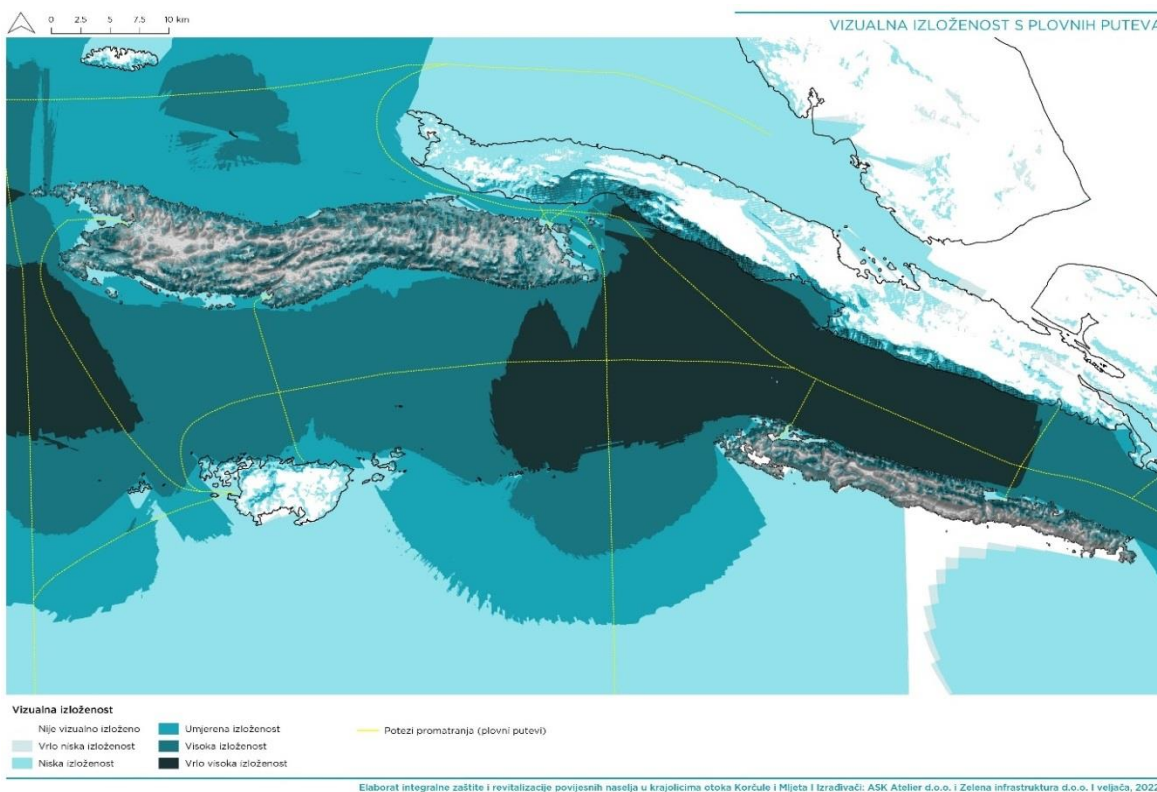 0 2.5 5 7.5 10 km
VIZUALNA IZLOŽENOST S PLOVNIH PUTEVA
Vizualna izloženost
Nije vizualno izloženo
Vrlo niska izloženost
Niska izloženost
Umjerena izloženost
Visoka izloženost
Vrlo visoka izloženost
Potezi promatranja (plovni putevi)
Elaborat integralne zaštite i revitalizacije povijesnih naselja u krajolicima otoka Korčule i Mljeta I Izrađivači: ASK Atelier d.o.o. i Zelena infrastruktura d.o.o. I veljača, 2022